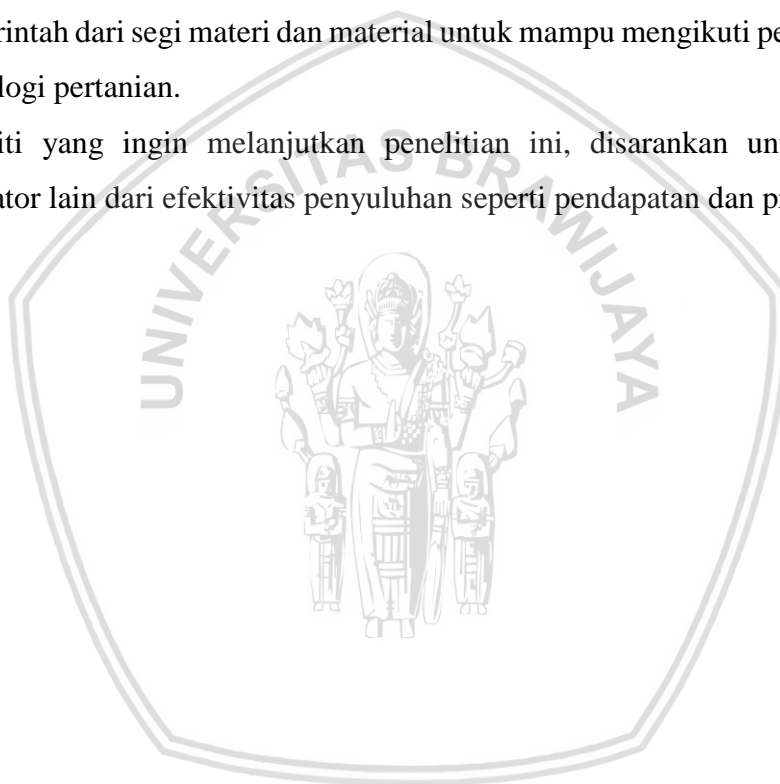 rintah dari segi materi dan material untuk mampu mengikuti pe
logi pertanian.
iti yang ingin melanjutkan penelitian ini, disarankan un
ator lain dari efektivitas penyuluhan seperti pendapatan dan p
UNIVERSITAS BRAWIJAYA